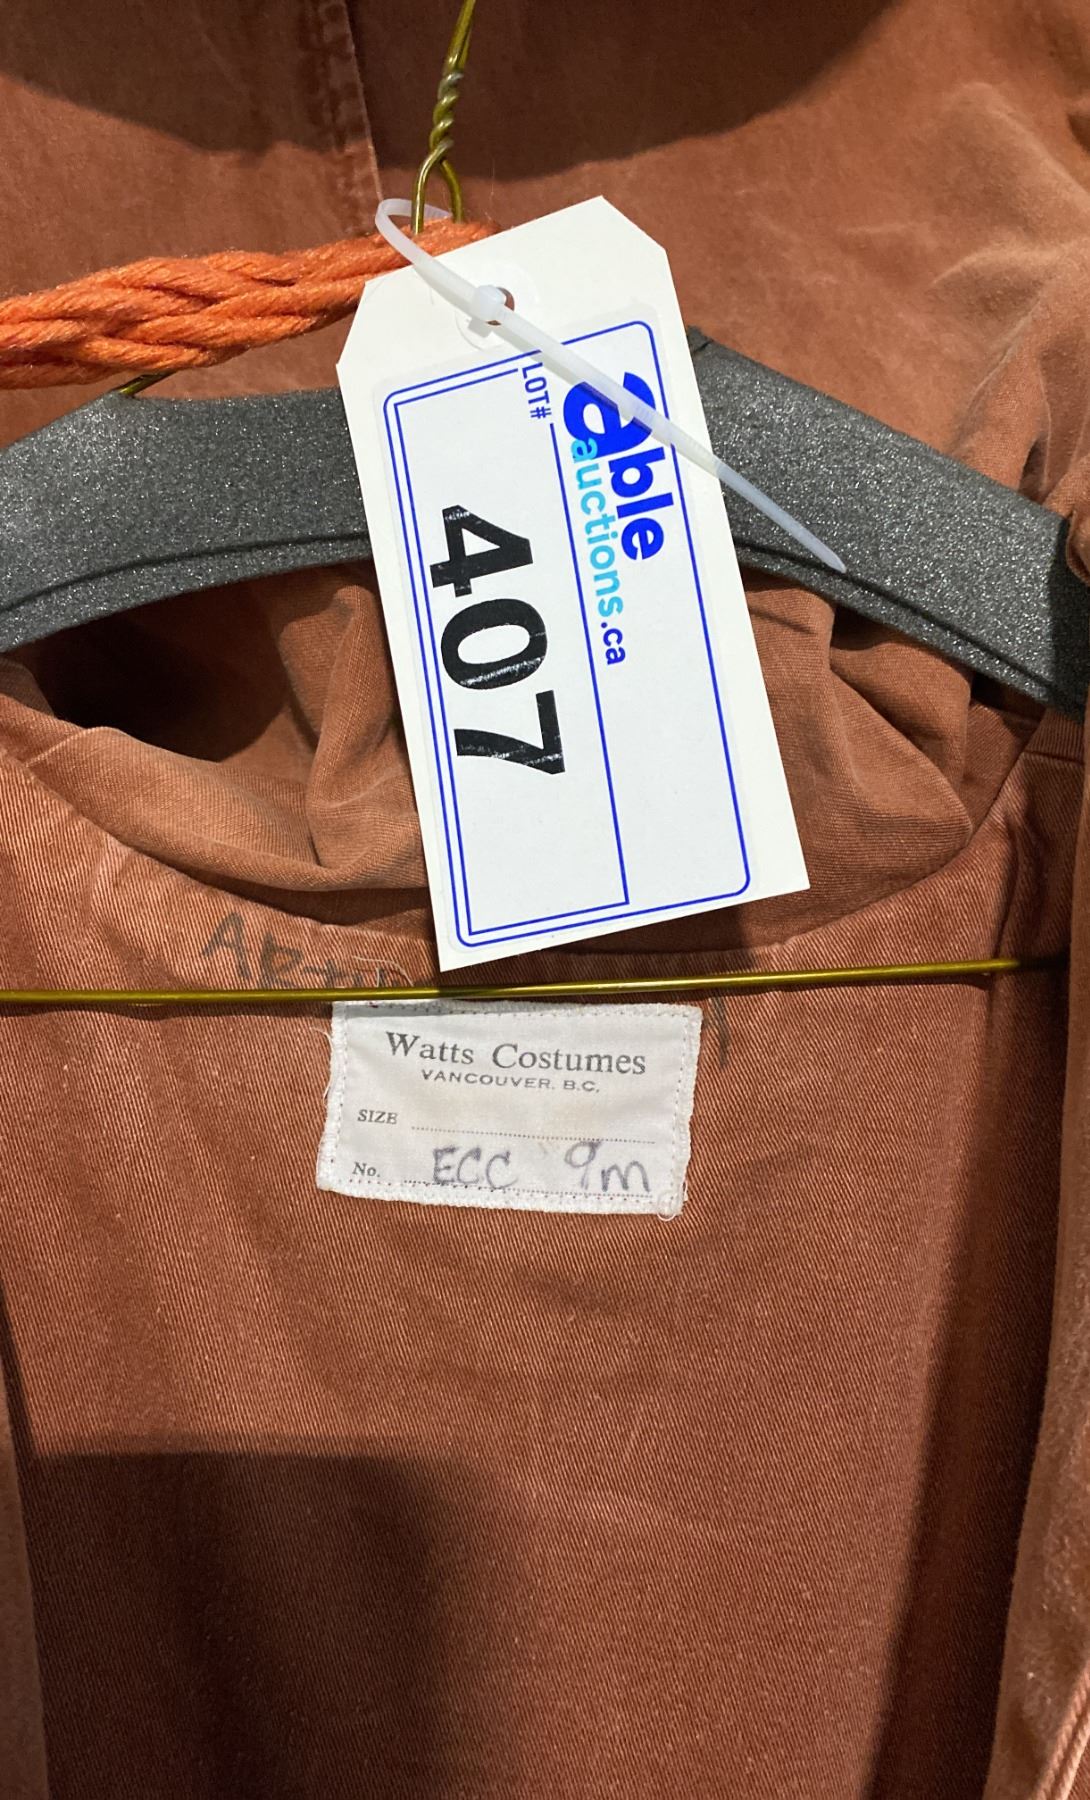 able
auctions.ca
LOT#
407
Watts Costumes
VANCOUVER, B.C.
SIZE
No. ECC 9m